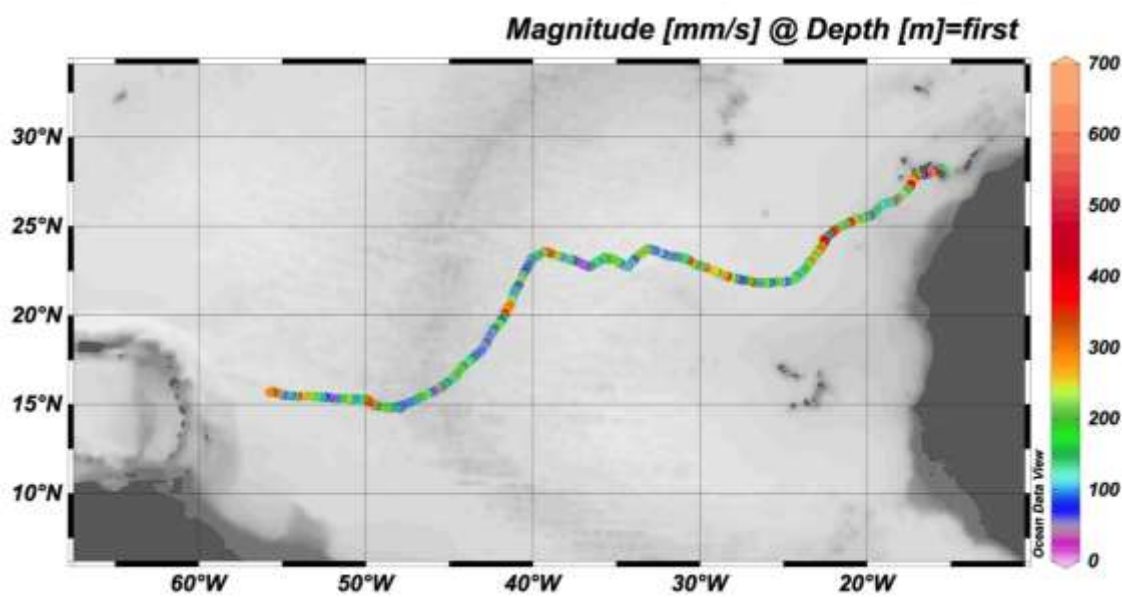 Magnitude [mm/s] @ Depth [m]=first
700
600
500
400
300
200
100
0
30°N
25°N
20°N
15°N
10°N
60°W
50°W
40°W
30°W
20°W
Ocean Data View